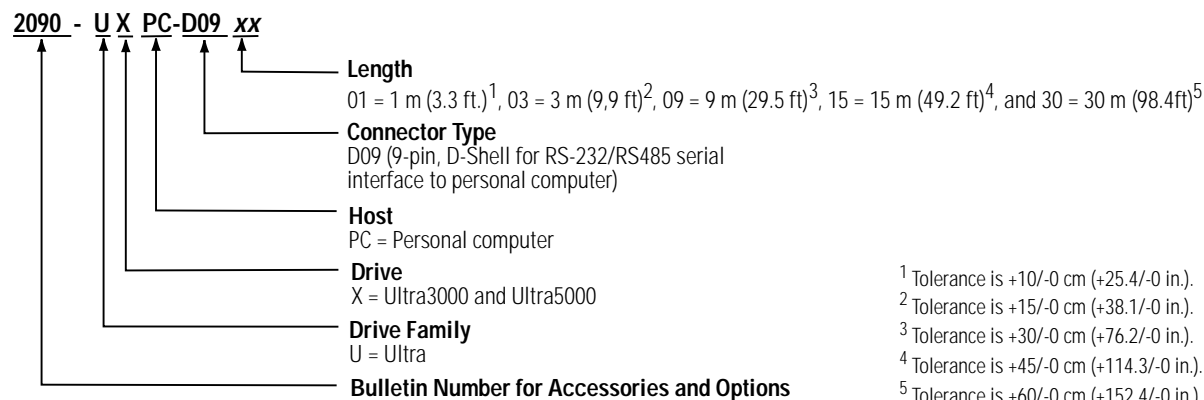 2090 - U X PC-D09 xx
Length
01 = 1 m (3.3 ft.)1, 03 = 3 m (9,9 ft)2, 09 = 9 m (29.5 ft)3, 15 = 15 m (49.2 ft)4, and 30 = 30 m (98.4ft)5
Connector Type
D09 (9-pin, D-Shell for RS-232/RS485 serial
interface to personal computer)
Host
PC = Personal computer
Drive
X = Ultra3000 and Ultra5000
Drive Family
U = Ultra
Bulletin Number for Accessories and Options
1 Tolerance is +10/-0 cm (+25.4/-0 in.).
2 Tolerance is +15/-0 cm (+38.1/-0 in.).
3 Tolerance is +30/-0 cm (+76.2/-0 in.).
4 Tolerance is +45/-0 cm (+114.3/-0 in.).
5 Tolerance is +60/-0 cm (+152.4/-0 in.)